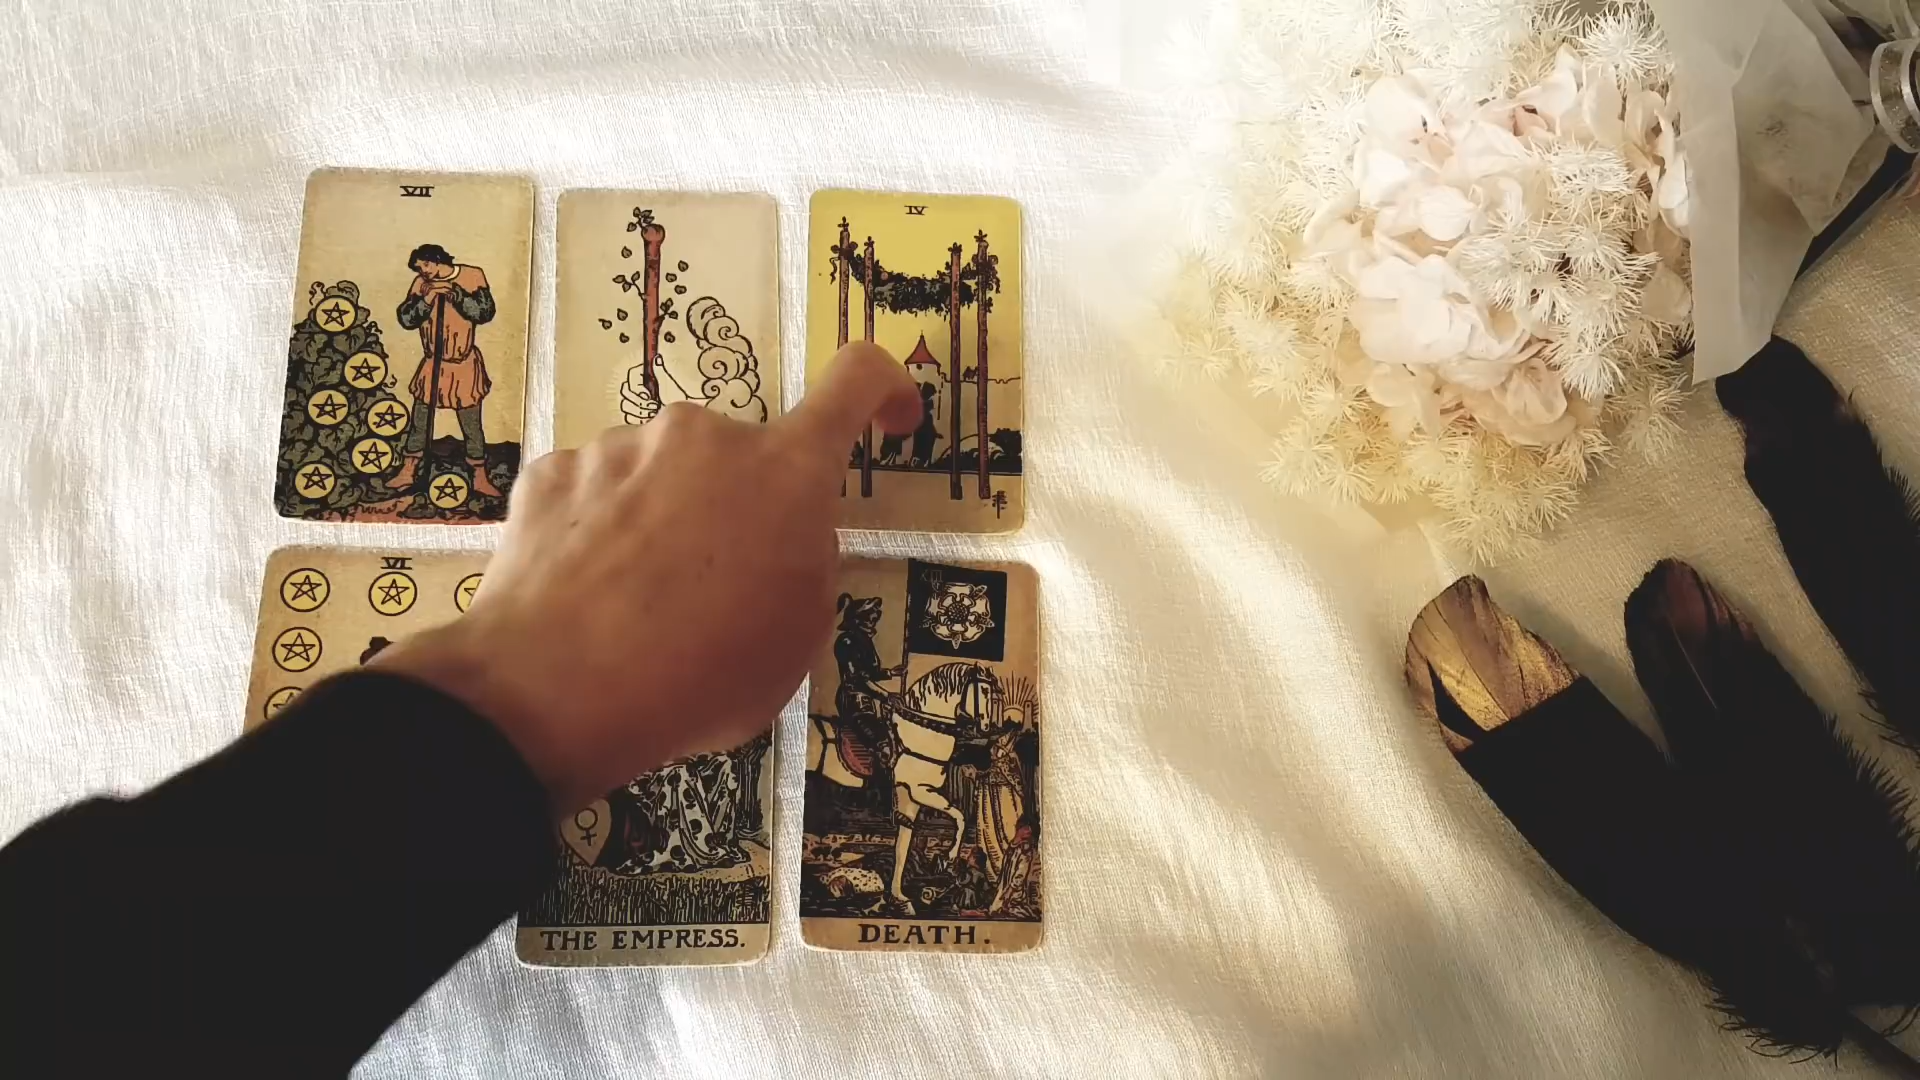 VII
IV
VI
THE EMPRESS.
DEATH.